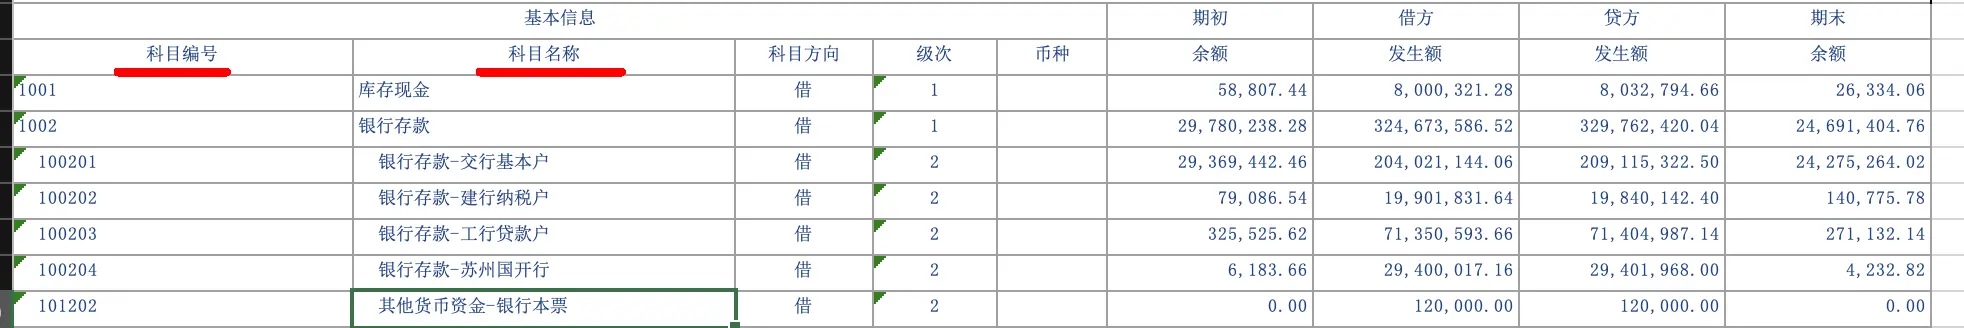 基本信息 期初 借方 贷方 期末
科目编号 科目名称 科目方向 级次 币种 余额 发生额 发生额 余额
1001 库存现金 借 1 58,807.44 8,000,321.28 8,032,794.66 26,334.06
1002 银行存款 借 1 29,780,238.28 324,673,586.52 329,762,420.04 24,691,404.76
100201 银行存款-交行基本户 借 2 29,369,442.46 204,021,144.06 209,115,322.50 24,275,264.02
100202 银行存款-建行纳税户 借 2 79,086.54 19,901,831.64 19,840,142.40 140,775.78
100203 银行存款-工行贷款户 借 2 325,525.62 71,350,593.66 71,404,987.14 271,132.14
100204 银行存款-苏州国开行 借 2 6,183.66 29,400,017.16 29,401,968.00 4,232.82
101202 其他货币资金-银行本票 借 2 0.00 120,000.00 120,000.00 0.00